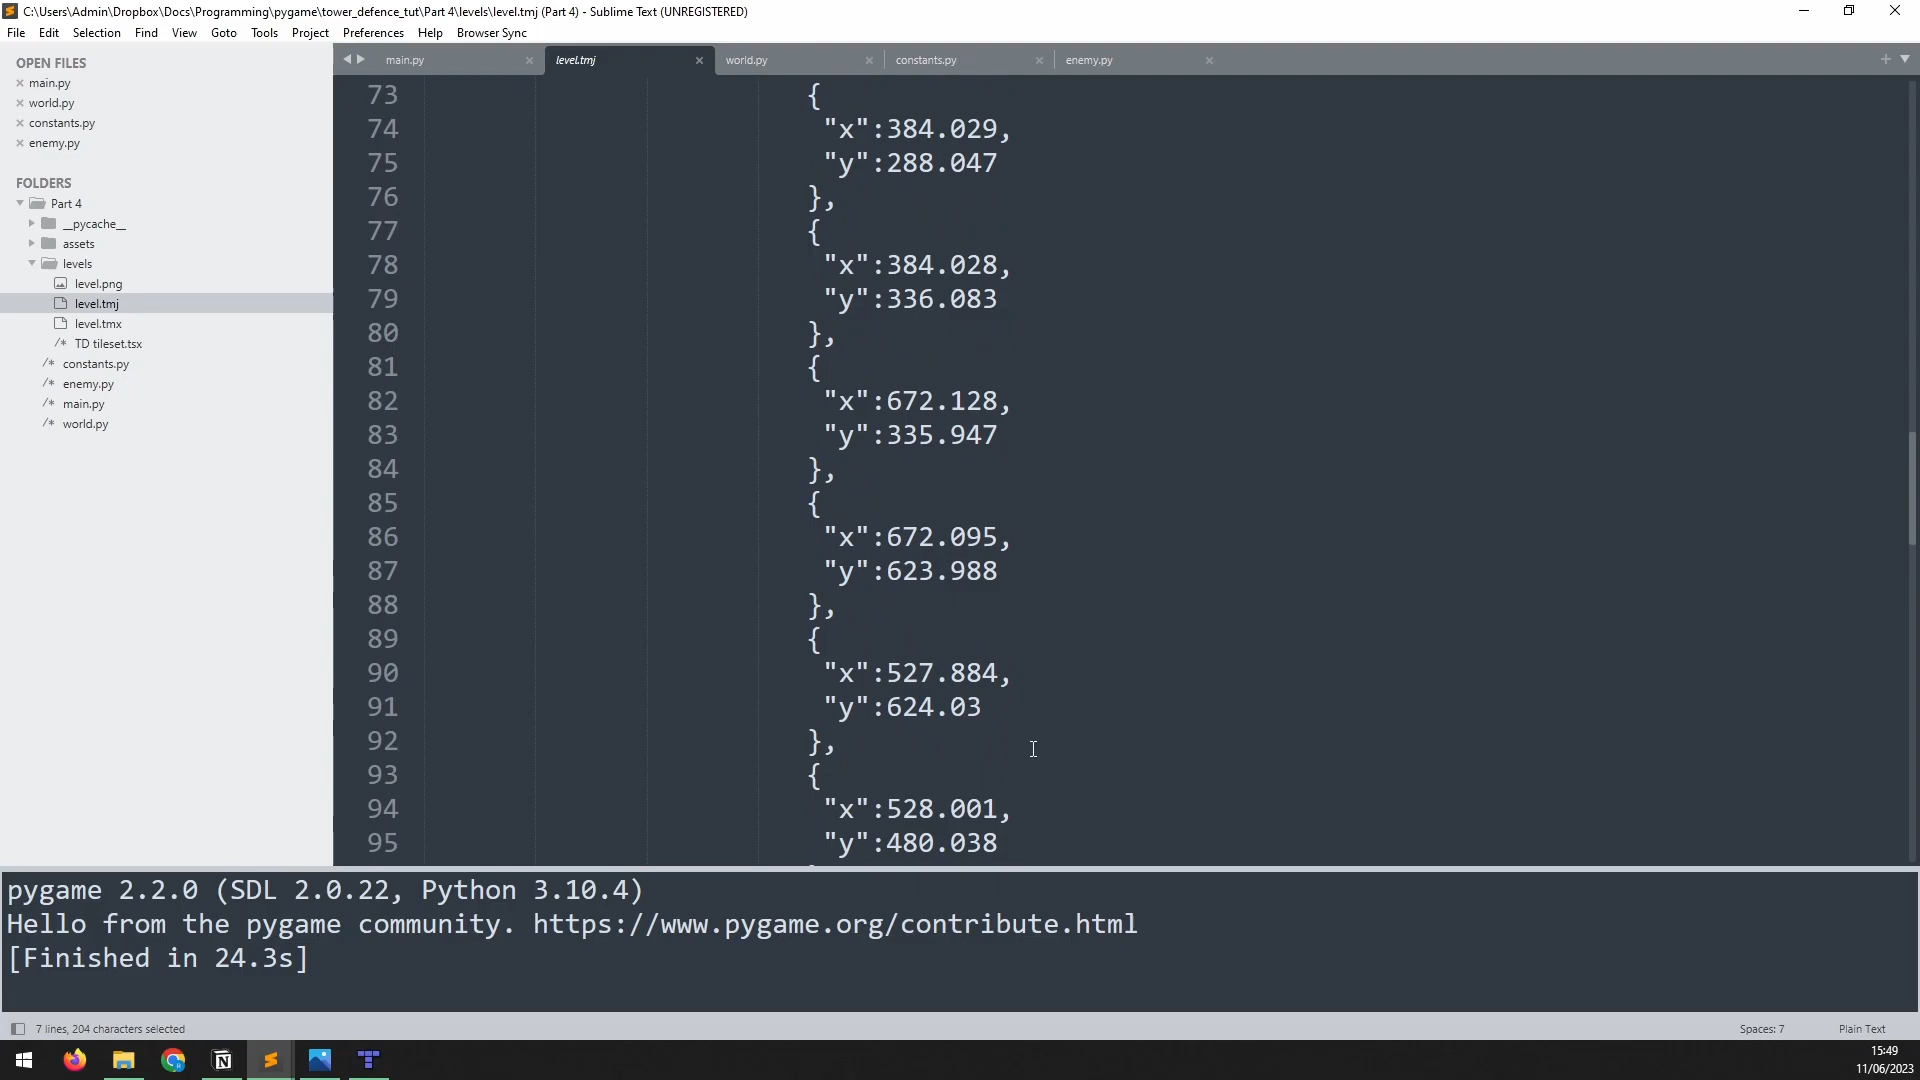 C:\Users\Admin\Dropbox\Docs\Programming\pygame\tower_defence_tut\Part 4\levels\level.tmj (Part 4) - Sublime Text (UNREGISTERED)
File Edit Selection Find View Goto Tools Project Preferences Help Browser Sync
OPEN FILES
main.py
world.py
constants.py
enemy.py
FOLDERS
Part 4
__pycache__
assets
levels
level.png
level.tmj
level.tmx
/* TD tileset.tsx
/* constants.py
/* enemy.py
/* main.py
/* world.py
main.py level.tmj world.py constants.py enemy.py
73 {
74 "x":384.029,
75 "y":288.047
76 },
77 {
78 "x":384.028,
79 "y":336.083
80 },
81 {
82 "x":672.128,
83 "y":335.947
84 },
85 {
86 "x":672.095,
87 "y":623.988
88 },
89 {
90 "x":527.884,
91 "y":624.03
92 },
93 {
94 "x":528.001,
95 "y":480.038
pygame 2.2.0 (SDL 2.0.22, Python 3.10.4)
Hello from the pygame community. https://www.pygame.org/contribute.html
[Finished in 24.3s]
7 lines, 204 characters selected
Spaces: 7 Plain Text
15:49
11/06/2023